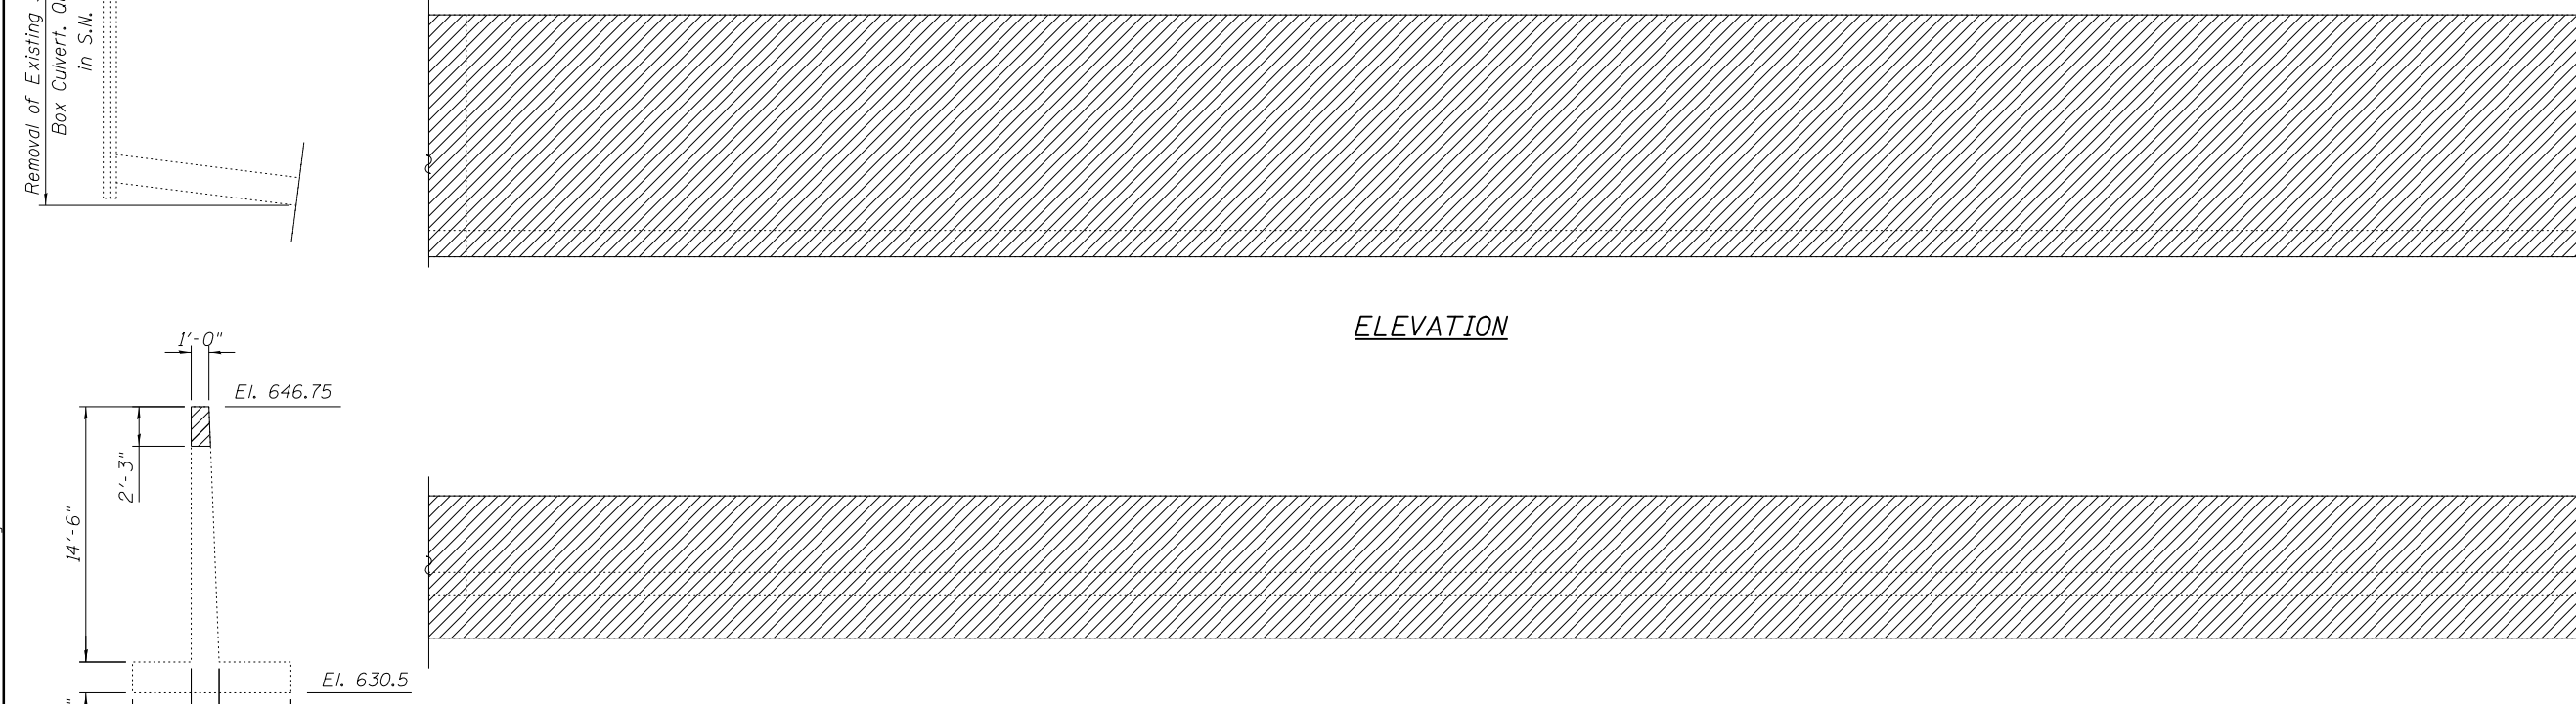 Removal of Existing
Box Culvert.
in S.N.
ELEVATION
1'-0"
El. 646.75
2'-3"
14'-6"
El. 630.5